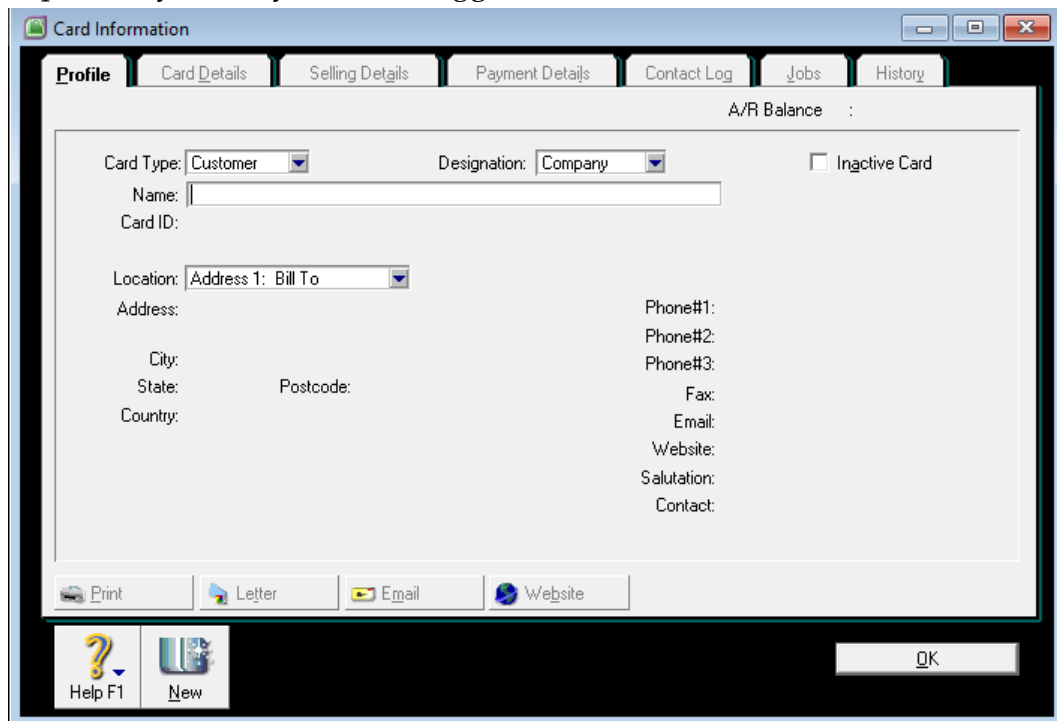 Card Information
Profile Card Details Selling Details Payment Details Contact Log Jobs History
A/R Balance :
Card Type: Customer Designation: Company Inactive Card
Name:
Card ID:
Location: Address 1: Bill To
Address: Phone#1:
Phone#2:
City: Phone#3:
State: Postcode: Fax:
Country: Email:
Website:
Salutation:
Contact:
Print Letter Email Website
Help F1 New OK